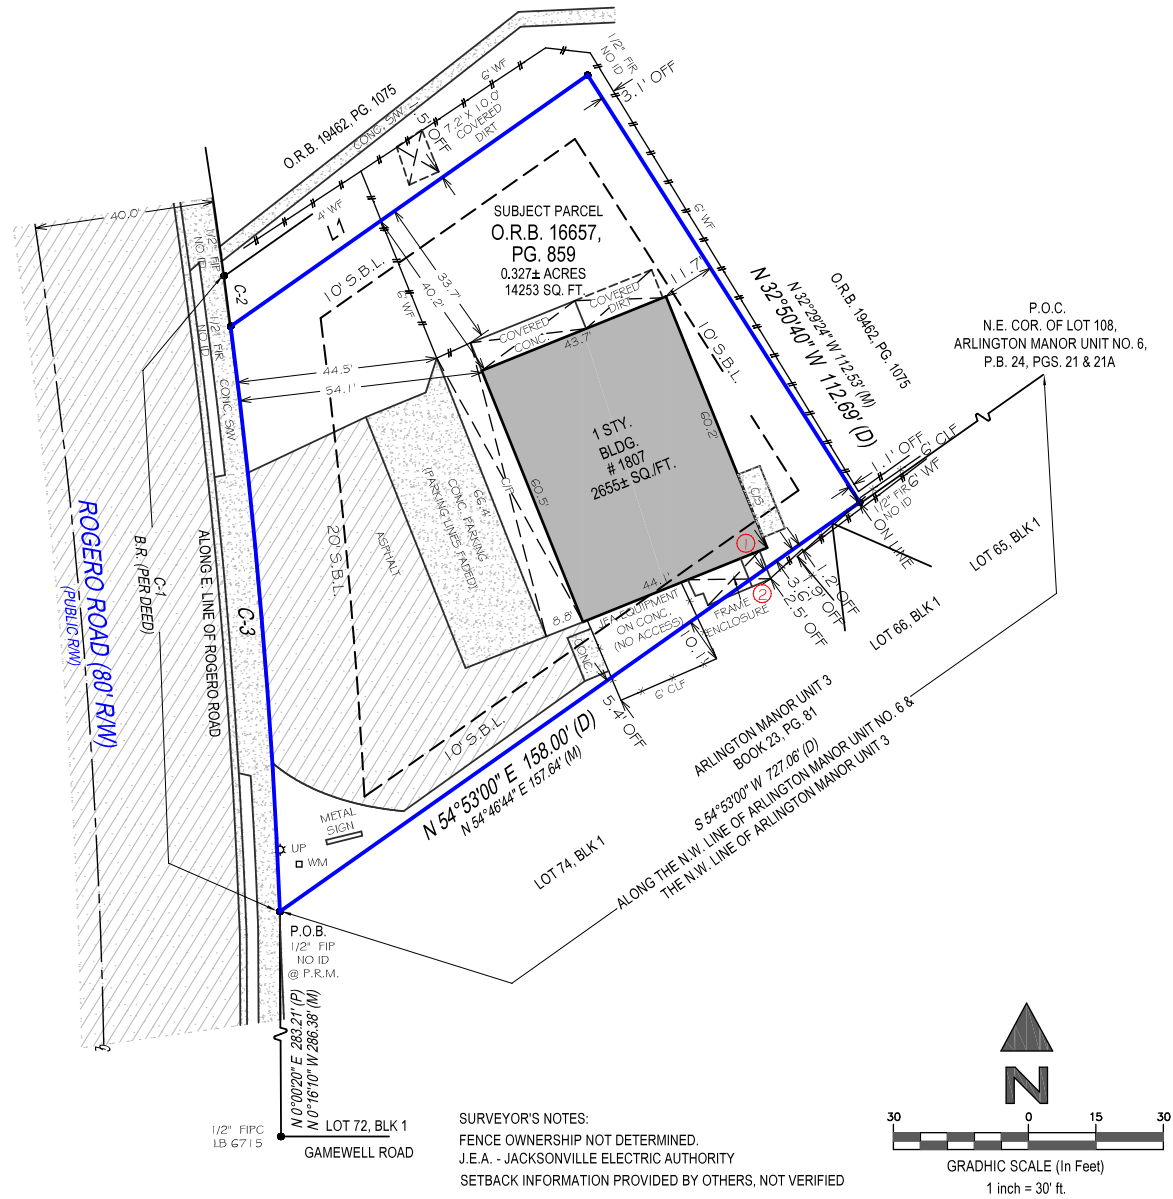 1/2" FIR
NO ID
3.1' OFF
6' WF
O.R.B. 19462, PG. 1075
CONC. S/W
7.2' X 10.0'
COVERED
DIRT
.5' OFF
4' WF
L1
40.0'
1/2" FIP
NO ID
C-2
1/2" FIR
NO ID
CONC. S/W
SUBJECT PARCEL
O.R.B. 16657,
PG. 859
0.327± ACRES
14253 SQ. FT.
10' S.B.L.
33.7'
40.2'
6' WF
11.7'
6' WF
COVERED
CONC.
COVERED
DIRT
43.7'
10' S.B.L.
N 32°50'40" W 112.69' (D)
N 32°29'24" W 112.53' (M)
O.R.B. 19462, PG. 1075
P.O.C.
N.E. COR. OF LOT 108,
ARLINGTON MANOR UNIT NO. 6,
P.B. 24, PGS. 21 & 21A
44.5'
54.1'
1 STY.
BLDG.
# 1807
2655± SQ./FT.
60.2'
60.5'
C/P
66.4'
CONC. PARKING
(PARKING LINES FADED)
ASPHALT
20' S.B.L.
C/S
1.1' OFF
6' CLF
6' WF
1/2" FIR
NO ID
ON LINE
LOT 65, BLK 1
LOT 66, BLK 1
1
2
1.2' OFF
1.9' OFF
3.2'
2.5' OFF
44.1'
8.8'
JEA EQUIPMENT
ON CONC.
(NO ACCESS)
FRAME
ENCLOSURE
CONC.
10.1'
6' CLF
5.4' OFF
10' S.B.L.
ROGERO ROAD (80' R/W)
(PUBLIC R/W)
C-1
B.R. (PER DEED)
ALONG E. LINE OF ROGERO ROAD
C-3
N 54°53'00" E 158.00' (D)
N 54°46'44" E 157.64' (M)
ARLINGTON MANOR UNIT 3
BOOK 23, PG. 81
S 54°53'00" W 727.06' (D)
ALONG THE N.W. LINE OF ARLINGTON MANOR UNIT NO. 6 &
THE N.W. LINE OF ARLINGTON MANOR UNIT 3
LOT 74, BLK 1
METAL
SIGN
UP
WM
P.O.B.
1/2" FIP
NO ID
@ P.R.M.
N 0°00'20" E 283.21' (P)
N 0°16'10" W 286.38' (M)
1/2" FIPC
LB 6715
LOT 72, BLK 1
GAMEWELL ROAD
SURVEYOR'S NOTES:
FENCE OWNERSHIP NOT DETERMINED.
J.E.A. - JACKSONVILLE ELECTRIC AUTHORITY
SETBACK INFORMATION PROVIDED BY OTHERS, NOT VERIFIED
N
30 0 15 30
GRADHIC SCALE (In Feet)
1 inch = 30' ft.